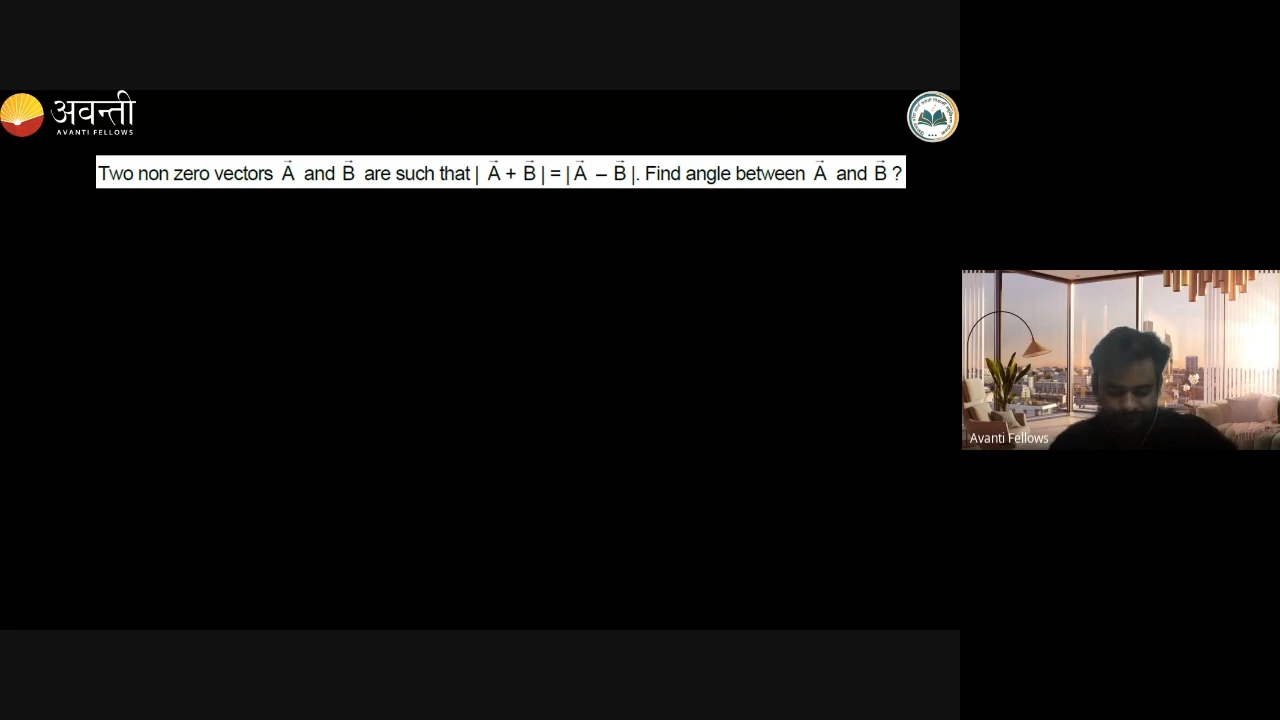 अवन्ती
AVANTI FELLOWS
Two non zero vectors A⃗ and B⃗ are such that | A⃗ + B⃗ | = | A⃗ – B⃗ |. Find angle between A⃗ and B⃗ ?
Avanti Fellows